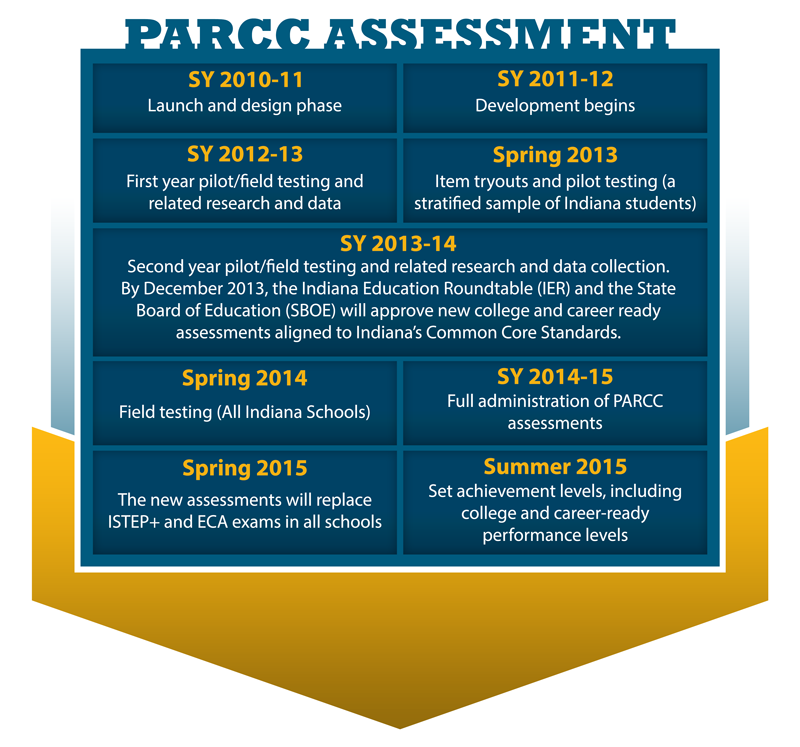 PARCC ASSESSMENT
SY 2010-11
Launch and design phase
SY 2011-12
Development begins
SY 2012-13
First year pilot/field testing and
related research and data
Spring 2013
Item tryouts and pilot testing (a
stratified sample of Indiana students)
SY 2013-14
Second year pilot/field testing and related research and data collection.
By December 2013, the Indiana Education Roundtable (IER) and the State
Board of Education (SBOE) will approve new college and career ready
assessments aligned to Indiana's Common Core Standards.
Spring 2014
Field testing (All Indiana Schools)
SY 2014-15
Full administration of PARCC
assessments
Spring 2015
The new assessments will replace
ISTEP+ and ECA exams in all schools
Summer 2015
Set achievement levels, including
college and career-ready
performance levels